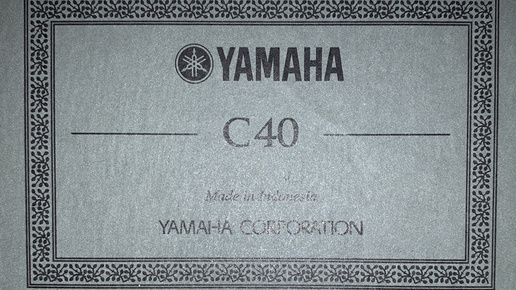 YAMAHA
C40
Made in Indonesia
YAMAHA CORPORATION